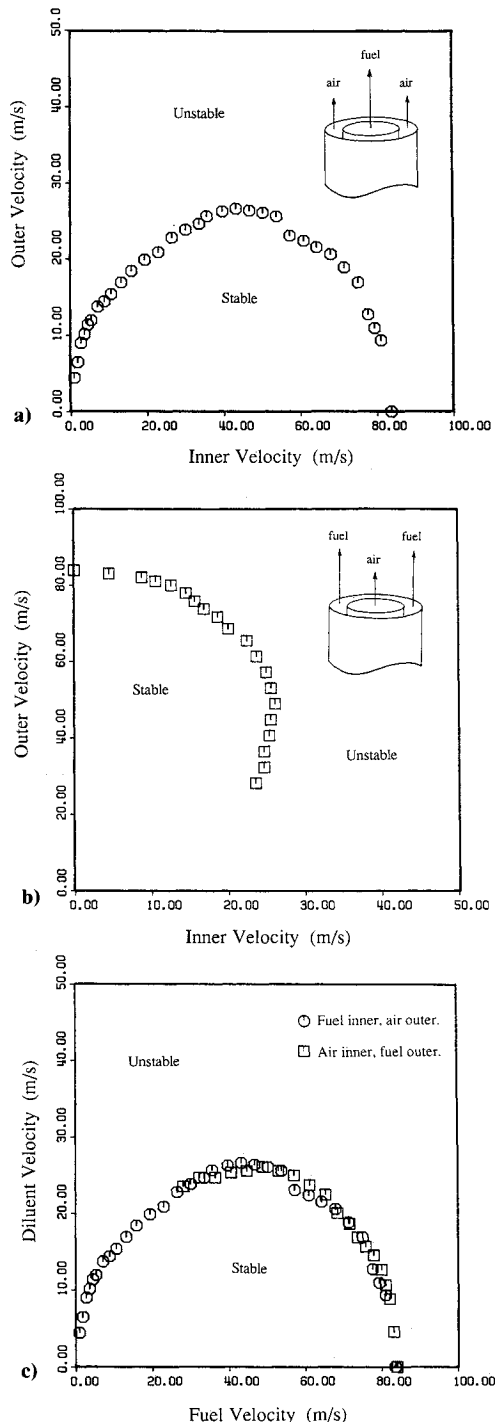 50.0
40.00
30.00
20.00
10.00
0.00
Outer Velocity (m/s)
Unstable
Stable
fuel
air
air
a)
0.00
20.00
40.00
60.00
80.00
100.00
Inner Velocity (m/s)
100.00
80.00
60.00
40.00
20.00
0.00
Outer Velocity (m/s)
fuel
fuel
air
Stable
Unstable
b)
0.00
10.00
20.00
30.00
40.00
50.00
Inner Velocity (m/s)
50.00
40.00
30.00
20.00
10.00
0.00
Diluent Velocity (m/s)
Fuel inner, air outer.
Air inner, fuel outer.
Unstable
Stable
c)
0.00
20.00
40.00
60.00
80.00
100.00
Fuel Velocity (m/s)